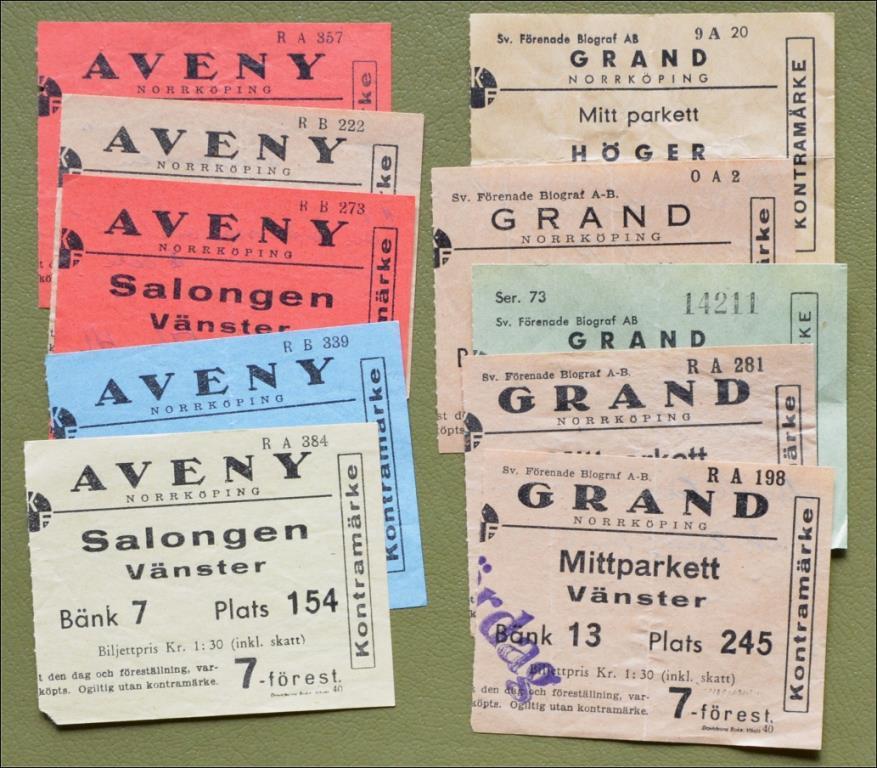 R A 357
AVENY
NORRKÖPING
R B 222
AVENY
NORRKÖPING
R B 273
AVENY
NORRKÖPING
Salongen
Vänster
Kontramärke
R B 339
AVENY
NORRKÖPING
Kontramärke
R A 384
AVENY
NORRKÖPING
Salongen
Vänster
Bänk 7 Plats 154
Biljettpris Kr. 1:30 (inkl. skatt)
t den dag och föreställning, var-
köpts. Ogiltig utan kontramärke.
7-förest.
Kontramärke
Sv. Förenade Biograf AB
9 A 20
GRAND
NORRKÖPING
Mitt parkett
HÖGER
KONTRAMÄRKE
0 A 2
Sv. Förenade Biograf A-B.
GRAND
NORRKÖPING
Ser. 73
14211
Sv. Förenade Biograf AB
GRAND
R A 281
Sv. Förenade Biograf A-B.
GRAND
NORRKÖPING
Mittparkett
R A 198
Sv. Förenade Biograf A-B.
GRAND
NORRKÖPING
Mittparkett
Vänster
Bänk 13 Plats 245
Biljettpris Kr. 1:30 (inkl. skatt)
t den dag och föreställning, var-
köpts. Ogiltig utan kontramärke.
7-förest.
Kontramärke
ördag